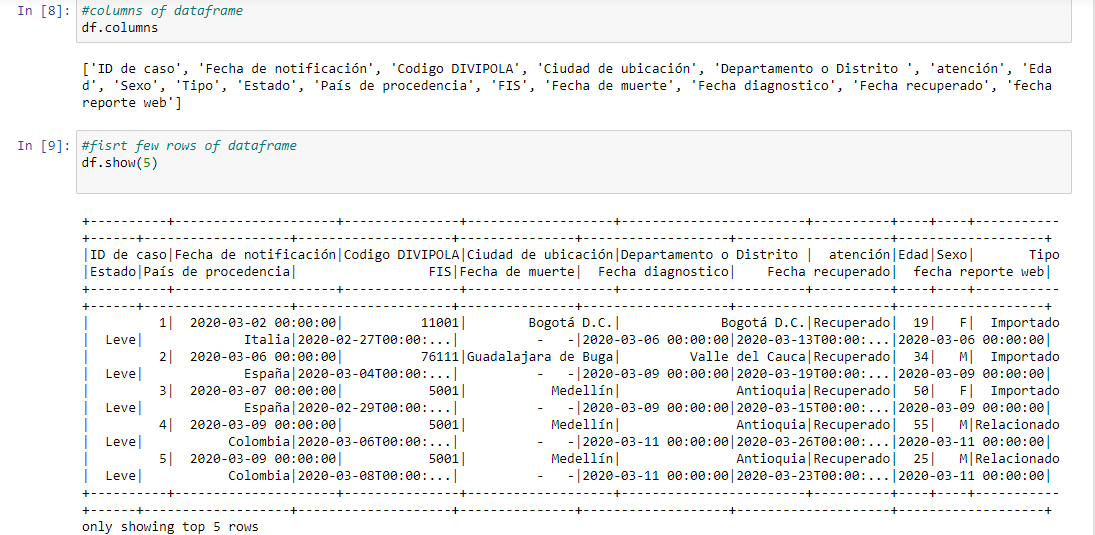 In [8]: #columns of dataframe
df.columns
['ID de caso', 'Fecha de notificación', 'Codigo DIVIPOLA', 'Ciudad de ubicación', 'Departamento o Distrito ', 'atención', 'Eda
d', 'Sexo', 'Tipo', 'Estado', 'País de procedencia', 'FIS', 'Fecha de muerte', 'Fecha diagnostico', 'Fecha recuperado', 'fecha
reporte web']
In [9]: #fisrt few rows of dataframe
df.show(5)
+----------+---------------------+---------------+-------------------+------------------------+----------+----+----+-----------
+------+-------------------+--------------------+---------------+-------------------+--------------------+-------------------+
|ID de caso|Fecha de notificación|Codigo DIVIPOLA|Ciudad de ubicación|Departamento o Distrito |  atención|Edad|Sexo|       Tipo
|Estado|País de procedencia|                 FIS|Fecha de muerte|  Fecha diagnostico|    Fecha recuperado|  fecha reporte web|
+----------+---------------------+---------------+-------------------+------------------------+----------+----+----+-----------
+------+-------------------+--------------------+---------------+-------------------+--------------------+-------------------+
|         1|  2020-03-02 00:00:00|          11001|        Bogotá D.C.|             Bogotá D.C.|Recuperado|  19|   F|  Importado
|  Leve|             Italia|2020-02-27T00:00:...|          -   -|2020-03-06 00:00:00|2020-03-13T00:00:...|2020-03-06 00:00:00|
|         2|  2020-03-06 00:00:00|          76111|Guadalajara de Buga|         Valle del Cauca|Recuperado|  34|   M|  Importado
|  Leve|             España|2020-03-04T00:00:...|          -   -|2020-03-09 00:00:00|2020-03-19T00:00:...|2020-03-09 00:00:00|
|         3|  2020-03-07 00:00:00|           5001|           Medellín|               Antioquia|Recuperado|  50|   F|  Importado
|  Leve|             España|2020-02-29T00:00:...|          -   -|2020-03-09 00:00:00|2020-03-15T00:00:...|2020-03-09 00:00:00|
|         4|  2020-03-09 00:00:00|           5001|           Medellín|               Antioquia|Recuperado|  55|   M|Relacionado
|  Leve|           Colombia|2020-03-06T00:00:...|          -   -|2020-03-11 00:00:00|2020-03-26T00:00:...|2020-03-11 00:00:00|
|         5|  2020-03-09 00:00:00|           5001|           Medellín|               Antioquia|Recuperado|  25|   M|Relacionado
|  Leve|           Colombia|2020-03-08T00:00:...|          -   -|2020-03-11 00:00:00|2020-03-23T00:00:...|2020-03-11 00:00:00|
+----------+---------------------+---------------+-------------------+------------------------+----------+----+----+-----------
+------+-------------------+--------------------+---------------+-------------------+--------------------+-------------------+
only showing top 5 rows